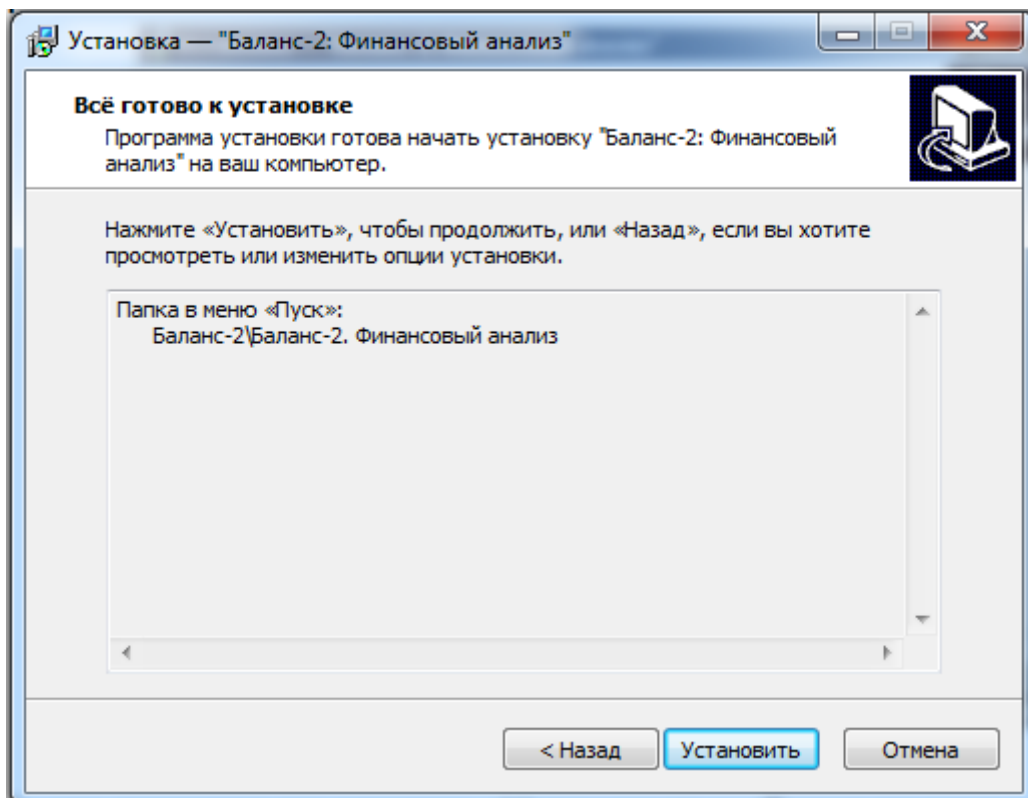 Установка — "Баланс-2: Финансовый анализ"
Всё готово к установке
Программа установки готова начать установку "Баланс-2: Финансовый
анализ" на ваш компьютер.
Нажмите «Установить», чтобы продолжить, или «Назад», если вы хотите
просмотреть или изменить опции установки.
Папка в меню «Пуск»:
Баланс-2\Баланс-2. Финансовый анализ
< Назад Установить Отмена